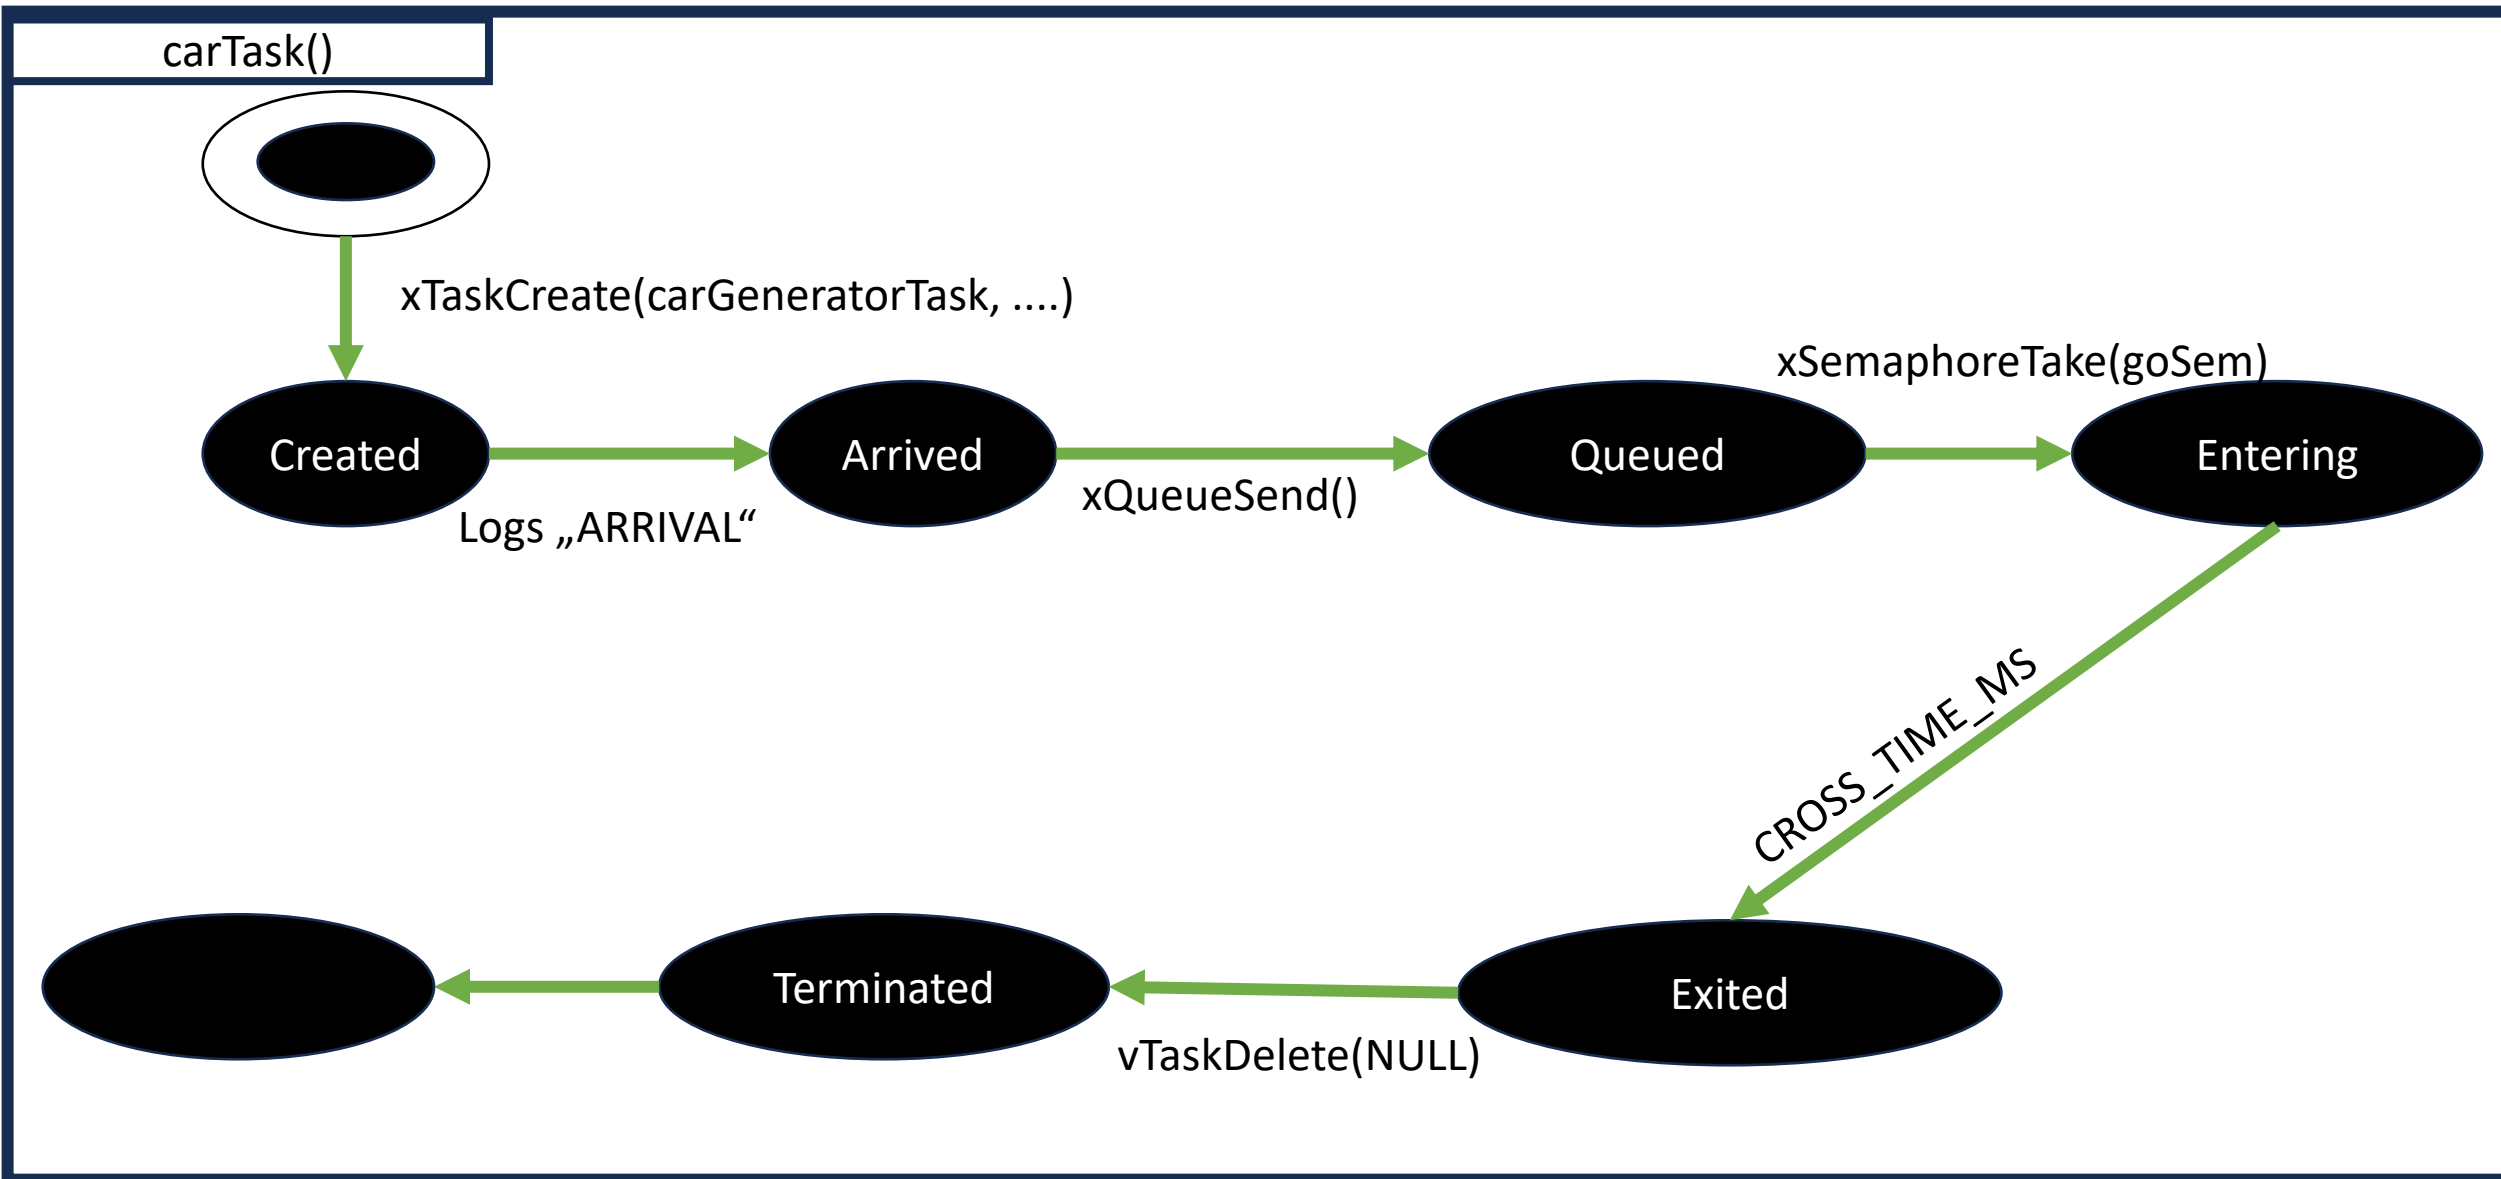 carTask()
xTaskCreate(carGeneratorTask, ....)
xSemaphoreTake(goSem)
Created
Arrived
Queued
Entering
xQueueSend()
Logs „ARRIVAL“
CROSS_TIME_MS
Terminated
Exited
vTaskDelete(NULL)